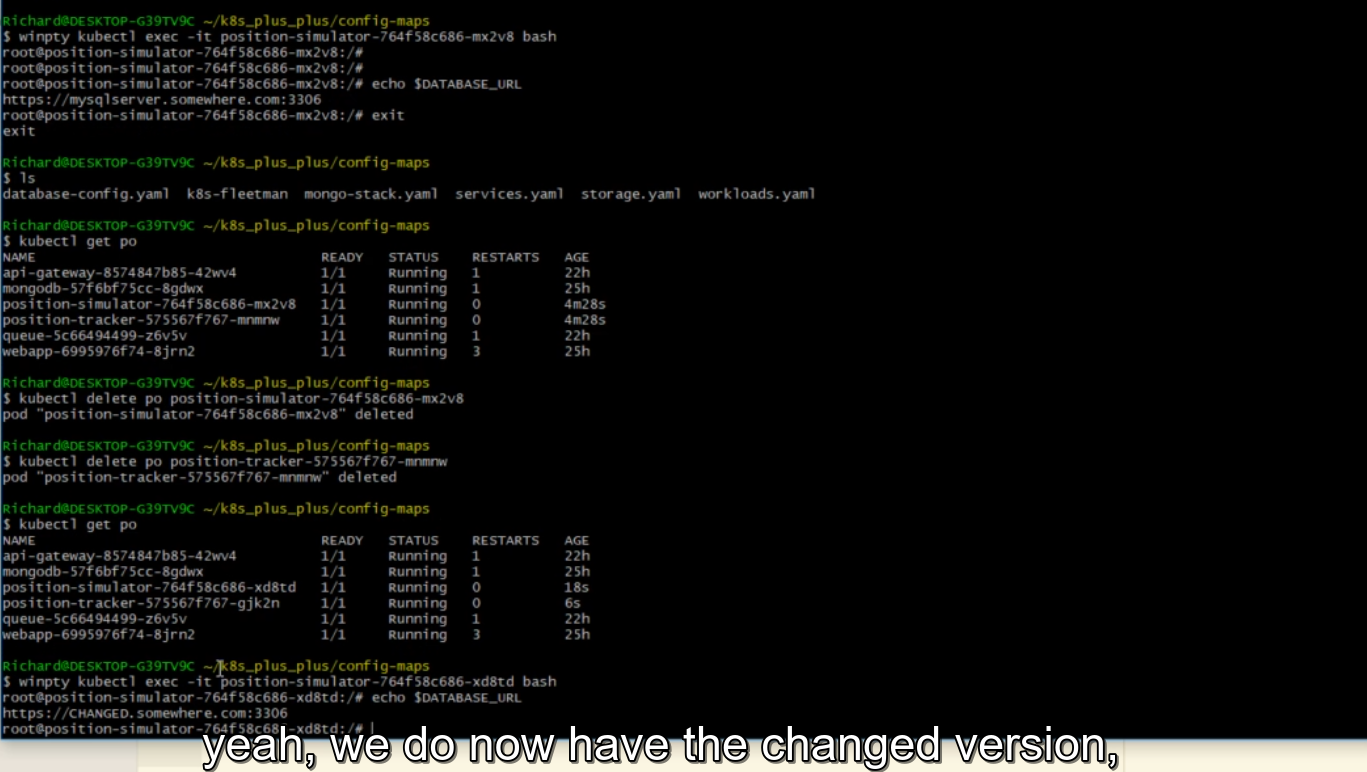 Richard@DESKTOP-G39TV9C ~/k8s_plus_plus/config-maps
$ winpty kubectl exec -it position-simulator-764f58c686-mx2v8 bash
root@position-simulator-764f58c686-mx2v8:/#
root@position-simulator-764f58c686-mx2v8:/#
root@position-simulator-764f58c686-mx2v8:/# echo $DATABASE_URL
https://mysqlserver.somewhere.com:3306
root@position-simulator-764f58c686-mx2v8:/# exit
exit
Richard@DESKTOP-G39TV9C ~/k8s_plus_plus/config-maps
$ ls
database-config.yaml k8s-fleetman mongo-stack.yaml services.yaml storage.yaml workloads.yaml
Richard@DESKTOP-G39TV9C ~/k8s_plus_plus/config-maps
$ kubectl get po
NAME READY STATUS RESTARTS AGE
api-gateway-8574847b85-42wv4 1/1 Running 1 22h
mongodb-57f6bf75cc-8gdwx 1/1 Running 1 25h
position-simulator-764f58c686-mx2v8 1/1 Running 0 4m28s
position-tracker-575567f767-mnmnw 1/1 Running 0 4m28s
queue-5c66494499-z6v5v 1/1 Running 1 22h
webapp-6995976f74-8jrn2 1/1 Running 3 25h
Richard@DESKTOP-G39TV9C ~/k8s_plus_plus/config-maps
$ kubectl delete po position-simulator-764f58c686-mx2v8
pod "position-simulator-764f58c686-mx2v8" deleted
Richard@DESKTOP-G39TV9C ~/k8s_plus_plus/config-maps
$ kubectl delete po position-tracker-575567f767-mnmnw
pod "position-tracker-575567f767-mnmnw" deleted
Richard@DESKTOP-G39TV9C ~/k8s_plus_plus/config-maps
$ kubectl get po
NAME READY STATUS RESTARTS AGE
api-gateway-8574847b85-42wv4 1/1 Running 1 22h
mongodb-57f6bf75cc-8gdwx 1/1 Running 1 25h
position-simulator-764f58c686-xd8td 1/1 Running 0 18s
position-tracker-575567f767-gjk2n 1/1 Running 0 6s
queue-5c66494499-z6v5v 1/1 Running 1 22h
webapp-6995976f74-8jrn2 1/1 Running 3 25h
Richard@DESKTOP-G39TV9C ~/k8s_plus_plus/config-maps
$ winpty kubectl exec -it position-simulator-764f58c686-xd8td bash
root@position-simulator-764f58c686-xd8td:/# echo $DATABASE_URL
https://CHANGED.somewhere.com:3306
root@position-simulator-764f58c686-xd8td:/#
yeah, we do now have the changed version,